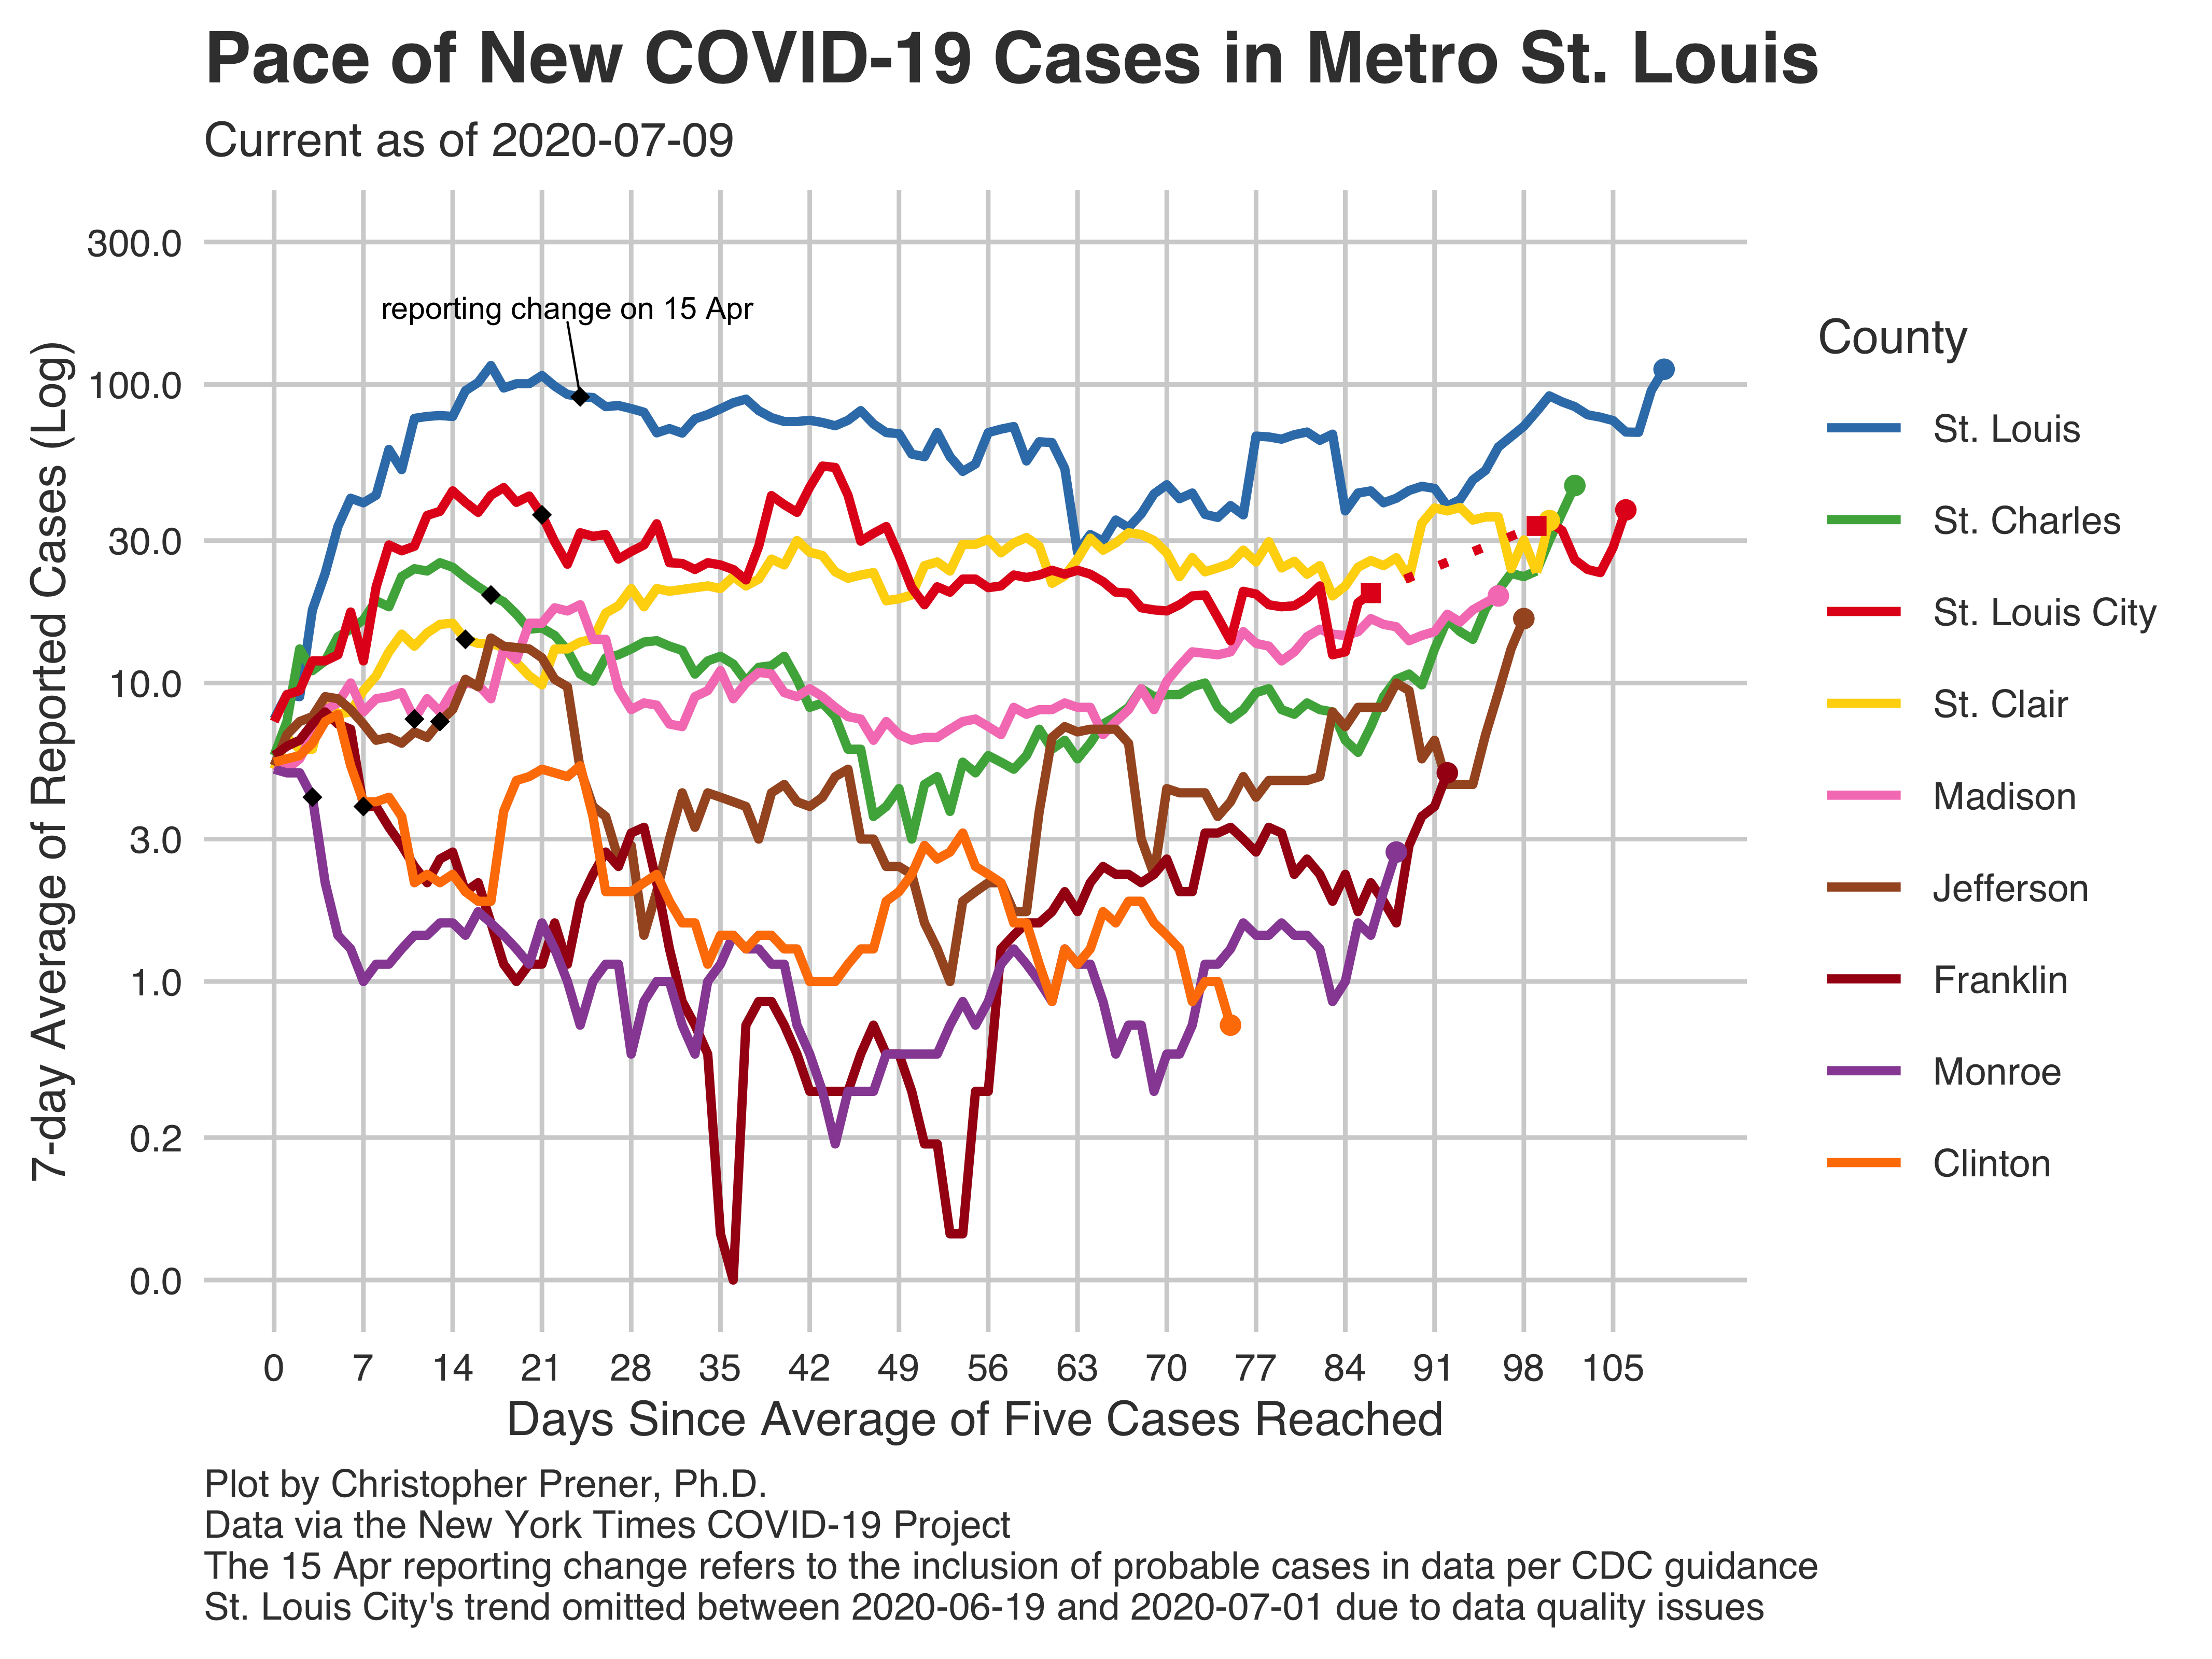 Pace of New COVID-19 Cases in Metro St. Louis
Current as of 2020-07-09
7-day Average of Reported Cases (Log)
300.0
100.0
30.0
10.0
3.0
1.0
0.2
0.0
reporting change on 15 Apr
0 7 14 21 28 35 42 49 56 63 70 77 84 91 98 105
Days Since Average of Five Cases Reached
County
St. Louis
St. Charles
St. Louis City
St. Clair
Madison
Jefferson
Franklin
Monroe
Clinton
Plot by Christopher Prener, Ph.D.
Data via the New York Times COVID-19 Project
The 15 Apr reporting change refers to the inclusion of probable cases in data per CDC guidance
St. Louis City's trend omitted between 2020-06-19 and 2020-07-01 due to data quality issues